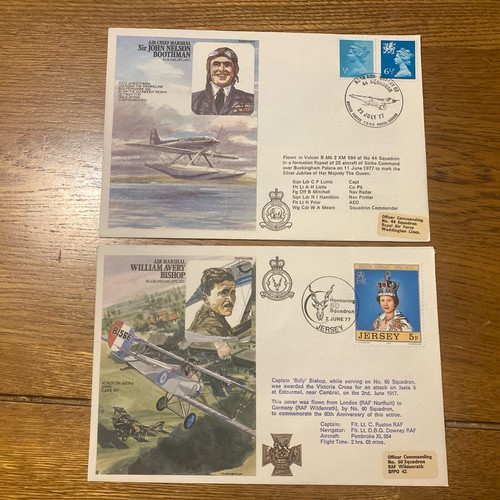 AIR CHIEF MARSHAL
Sir JOHN NELSON
BOOTHMAN
6½
44 SQUADRON
23 JULY 77
Flown in Vulcan B Mk 2 XM 594 of No 44 Squadron
in a formation flypast of 25 aircraft of Strike Command
over Buckingham Palace on 11 June 1977 to mark the
Silver Jubilee of Her Majesty The Queen.
Sqn Ldr C P Lumb Capt
Flt Lt A H Little Co Plt
Fg Off B Mitchell Nav Radar
Sqn Ldr N I Hamilton Nav Plotter
Flt Lt H Prior AEO
Wg Cdr W A Mears Squadron Commander
Officer Commanding
No. 44 Squadron
Royal Air Force
Waddington Lincs.
AIR MARSHAL
WILLIAM AVERY
BISHOP
B1566
Honouring
60
Squadron
2 JUNE 77
JERSEY
JERSEY 5p
Captain 'Billy' Bishop, while serving on No. 60 Squadron,
was awarded the Victoria Cross for an attack on Jasta II
at Estourmel, near Cambrai, on the 2nd. June 1917.
This cover was flown from London (RAF Northolt) to
Germany (RAF Wildenrath), by No. 60 Squadron,
to commemorate the 60th Anniversary of this action.
Captain: Flt. Lt. C. Ruston RAF
Navigator: Flt. Lt. D.B.G. Downey RAF
Aircraft: Pembroke XL 954
Flight Time: 2 hrs. 05 mins.
Officer Commanding
No. 60 Squadron
RAF Wildenrath
BFPO 42